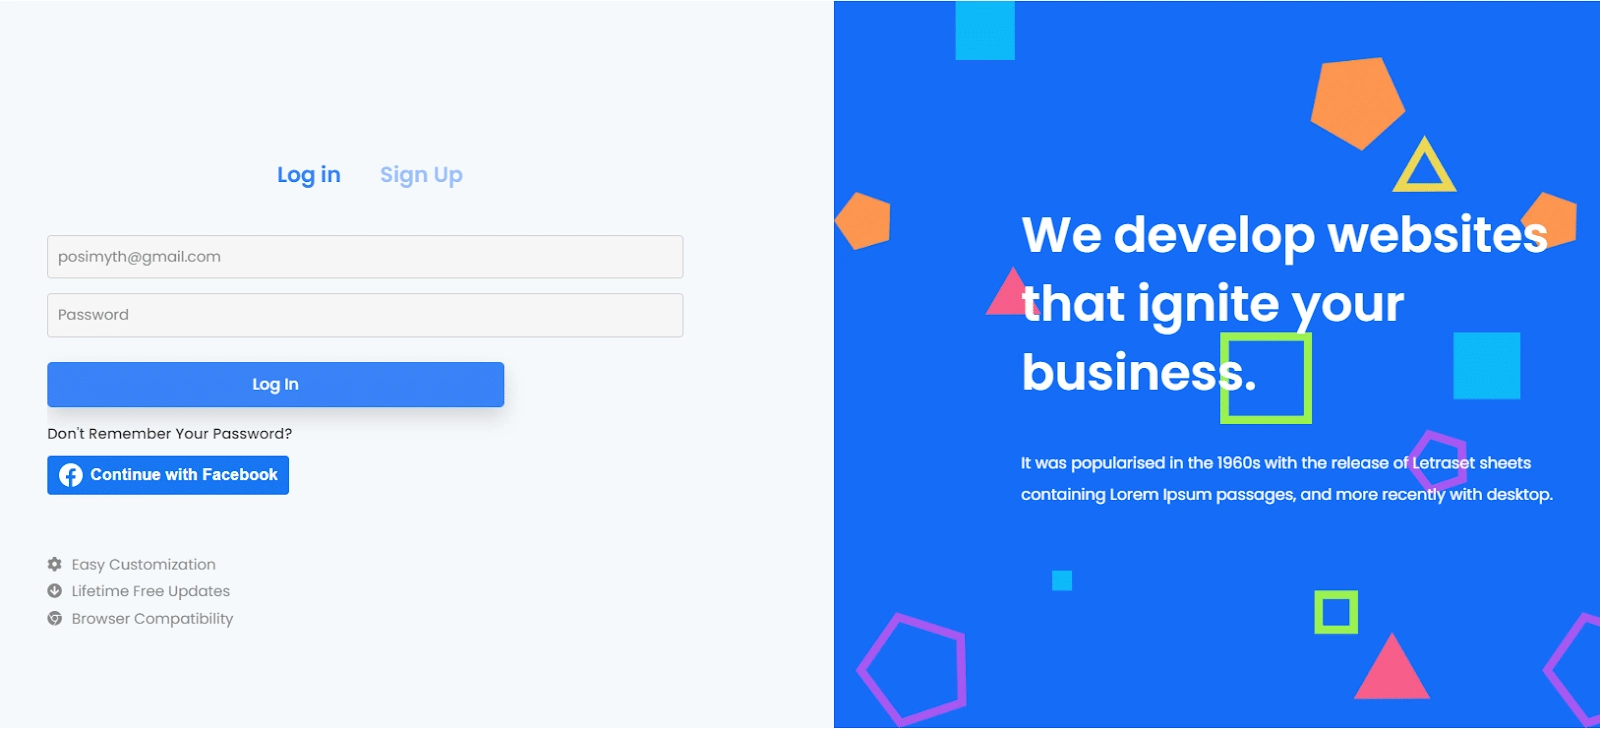 Log in Sign Up
posimyth@gmail.com
Password
Log In
Don't Remember Your Password?
Continue with Facebook
Easy Customization
Lifetime Free Updates
Browser Compatibility
We develop websites
that ignite your
business.
It was popularised in the 1960s with the release of Letraset sheets
containing Lorem Ipsum passages, and more recently with desktop.